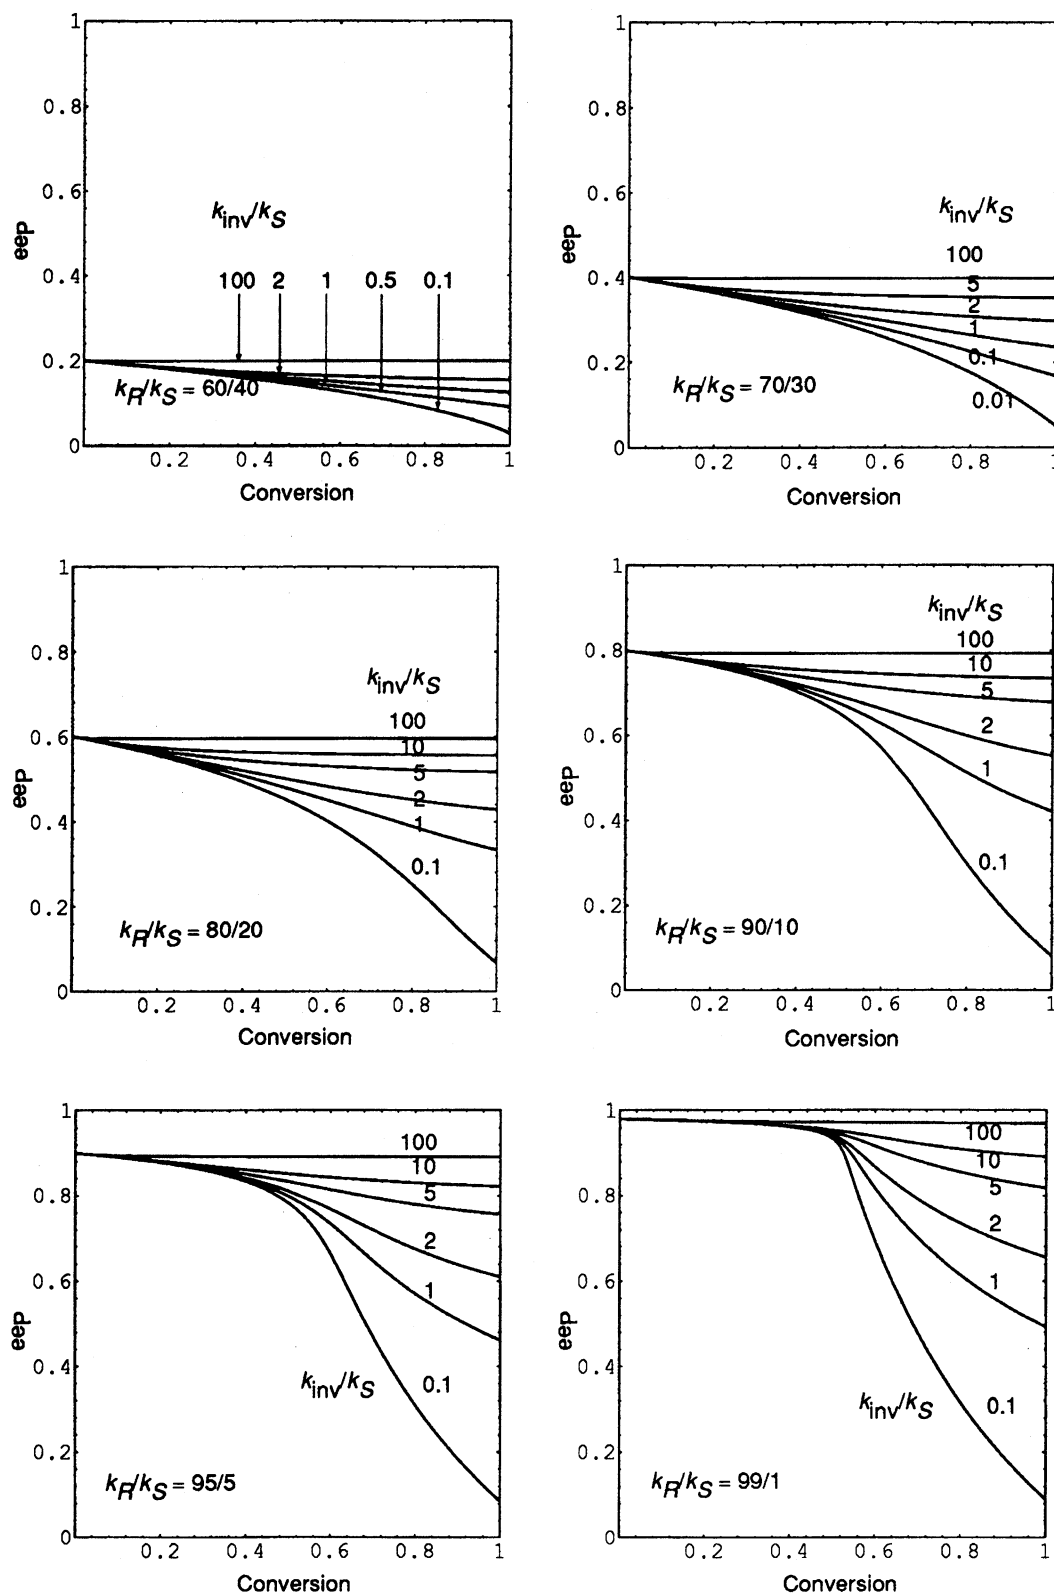 1
0.8
0.6
0.4
0.2
0
eep
kinv/kS
100 2 1 0.5 0.1
kR/kS = 60/40
0.2 0.4 0.6 0.8 1
Conversion
1
0.8
0.6
0.4
0.2
0
eep
kinv/kS
100
5
2
1
0.1
0.01
kR/kS = 70/30
0.2 0.4 0.6 0.8 1
Conversion
1
0.8
0.6
0.4
0.2
0
eep
kinv/kS
100
10
5
2
1
0.1
kR/kS = 80/20
0.2 0.4 0.6 0.8 1
Conversion
1
0.8
0.6
0.4
0.2
0
eep
kinv/kS
100
10
5
2
1
0.1
kR/kS = 90/10
0.2 0.4 0.6 0.8 1
Conversion
1
0.8
0.6
0.4
0.2
0
eep
100
10
5
2
1
kinv/kS
0.1
kR/kS = 95/5
0.2 0.4 0.6 0.8 1
Conversion
1
0.8
0.6
0.4
0.2
0
eep
100
10
5
2
1
kinv/kS
0.1
kR/kS = 99/1
0.2 0.4 0.6 0.8 1
Conversion